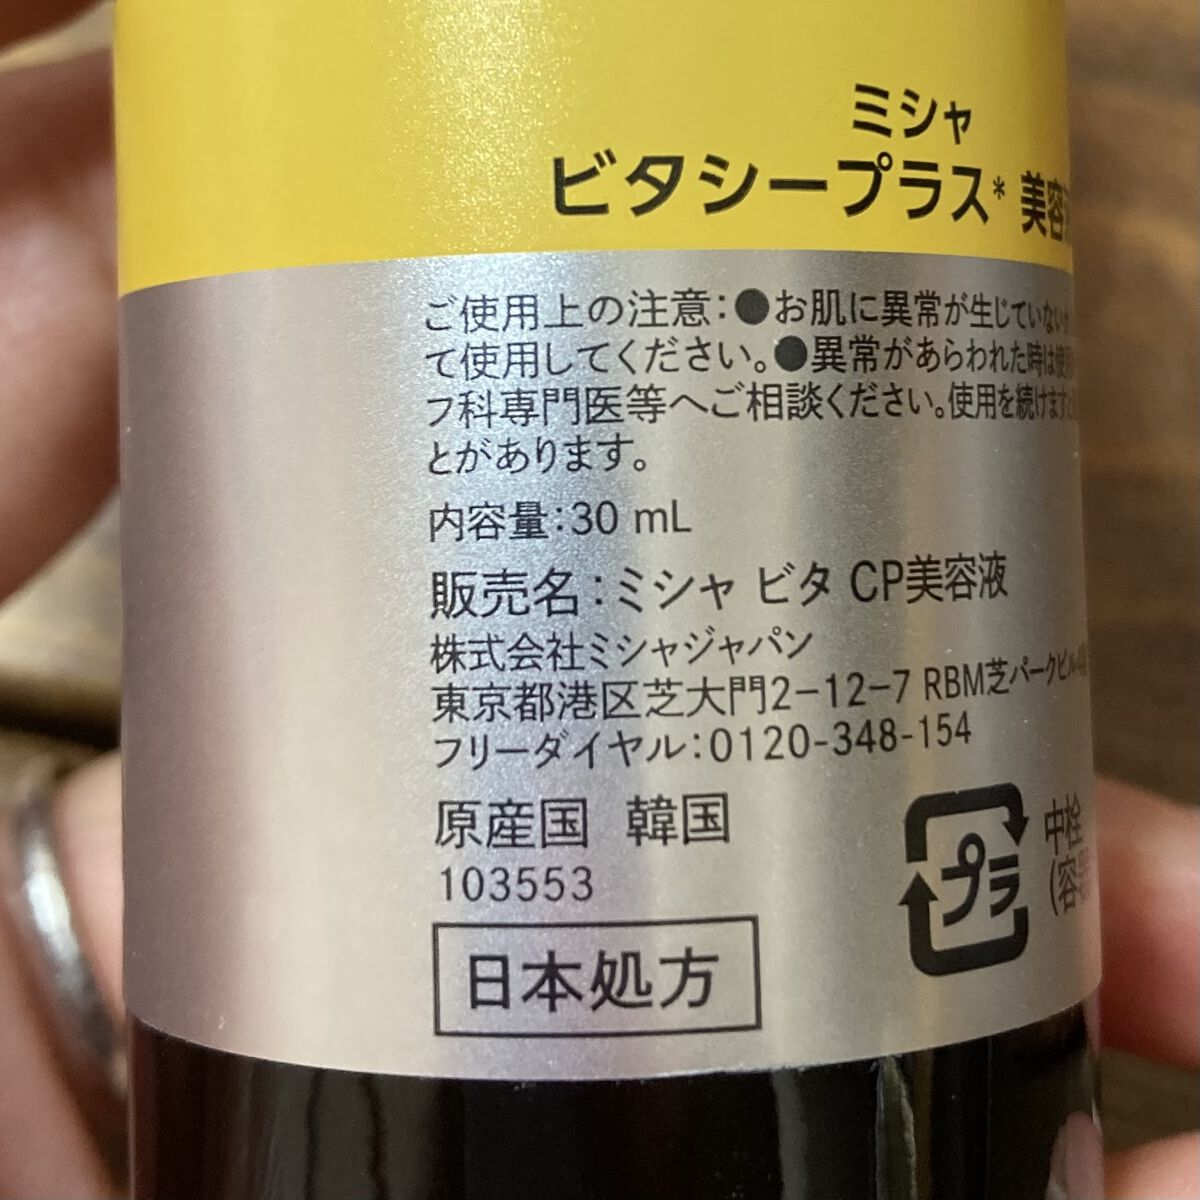 ミシャ
ビタシープラス* 美容
ご使用上の注意:●お肌に異常が生じていない
て使用してください。●異常があらわれた時は使用
フ科専門医等へご相談ください。使用を続けますと
とがあります。
内容量:30 mL
販売名:ミシャ ビタ CP美容液
株式会社ミシャジャパン
東京都港区芝大門2-12-7 RBM芝パークビル
フリーダイヤル:0120-348-154
原産国 韓国
103553
日本処方
プラ
中栓
(容器